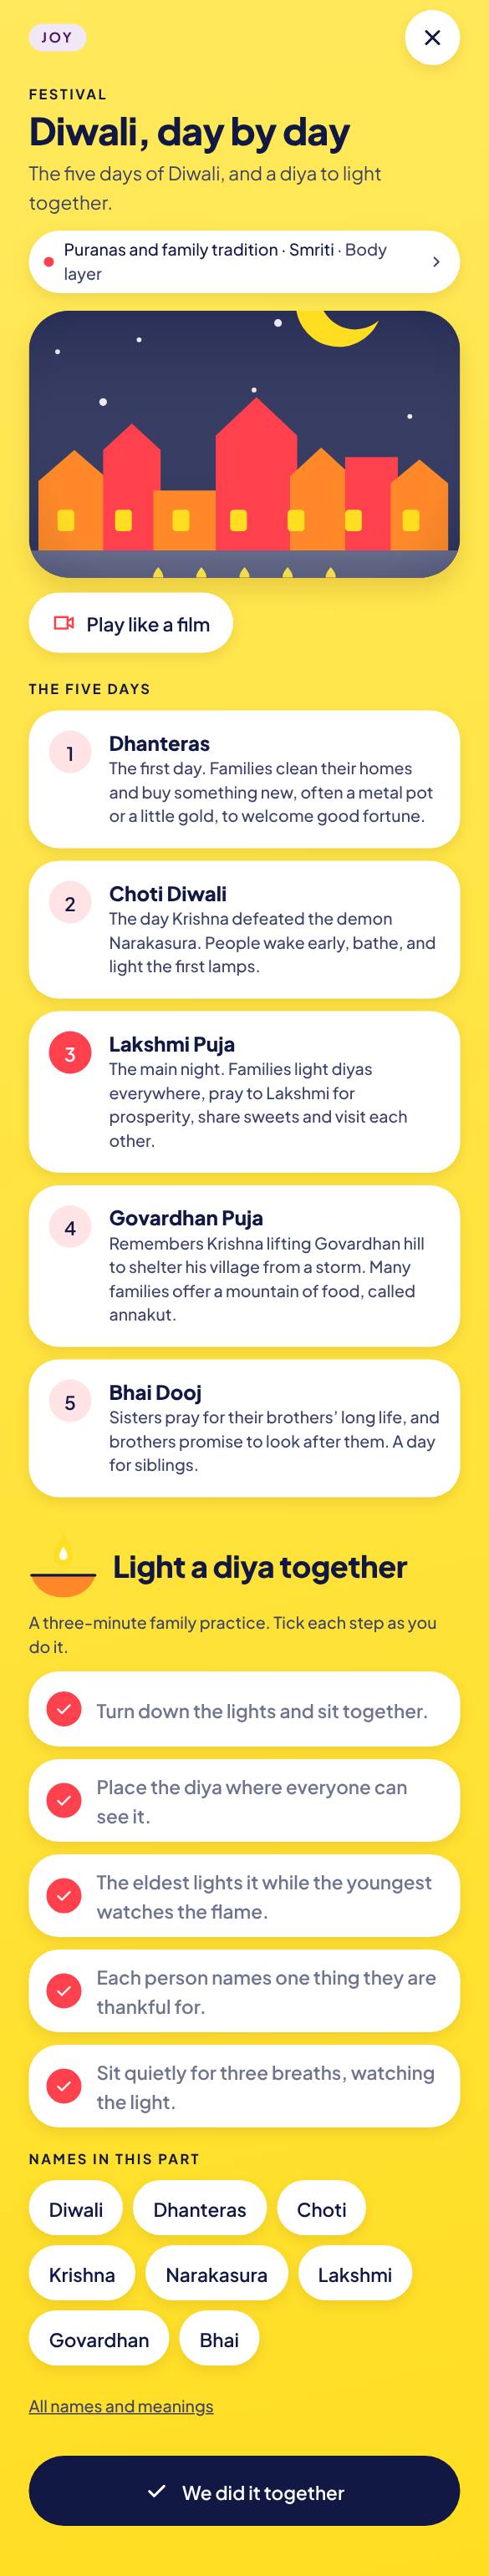 JOY
FESTIVAL
Diwali, day by day
The five days of Diwali, and a diya to light
together.
Puranas and family tradition · Smriti · Body
layer
Play like a film
THE FIVE DAYS
1
Dhanteras
The first day. Families clean their homes
and buy something new, often a metal pot
or a little gold, to welcome good fortune.
2
Choti Diwali
The day Krishna defeated the demon
Narakasura. People wake early, bathe, and
light the first lamps.
3
Lakshmi Puja
The main night. Families light diyas
everywhere, pray to Lakshmi for
prosperity, share sweets and visit each
other.
4
Govardhan Puja
Remembers Krishna lifting Govardhan hill
to shelter his village from a storm. Many
families offer a mountain of food, called
annakut.
5
Bhai Dooj
Sisters pray for their brothers’ long life, and
brothers promise to look after them. A day
for siblings.
Light a diya together
A three-minute family practice. Tick each step as you
do it.
Turn down the lights and sit together.
Place the diya where everyone can
see it.
The eldest lights it while the youngest
watches the flame.
Each person names one thing they are
thankful for.
Sit quietly for three breaths, watching
the light.
NAMES IN THIS PART
Diwali Dhanteras Choti
Krishna Narakasura Lakshmi
Govardhan Bhai
All names and meanings
We did it together